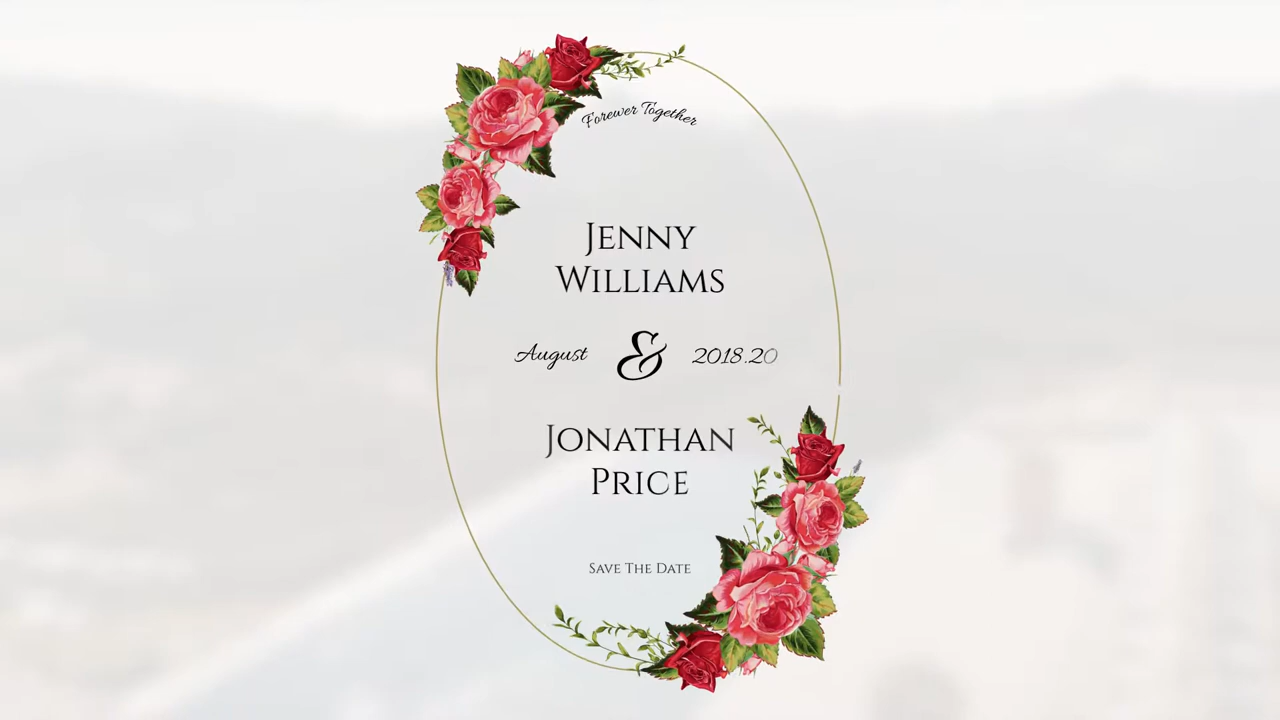 Forewer Together
Jenny
Williams
August & 2018.20
Jonathan
Price
Save The Date